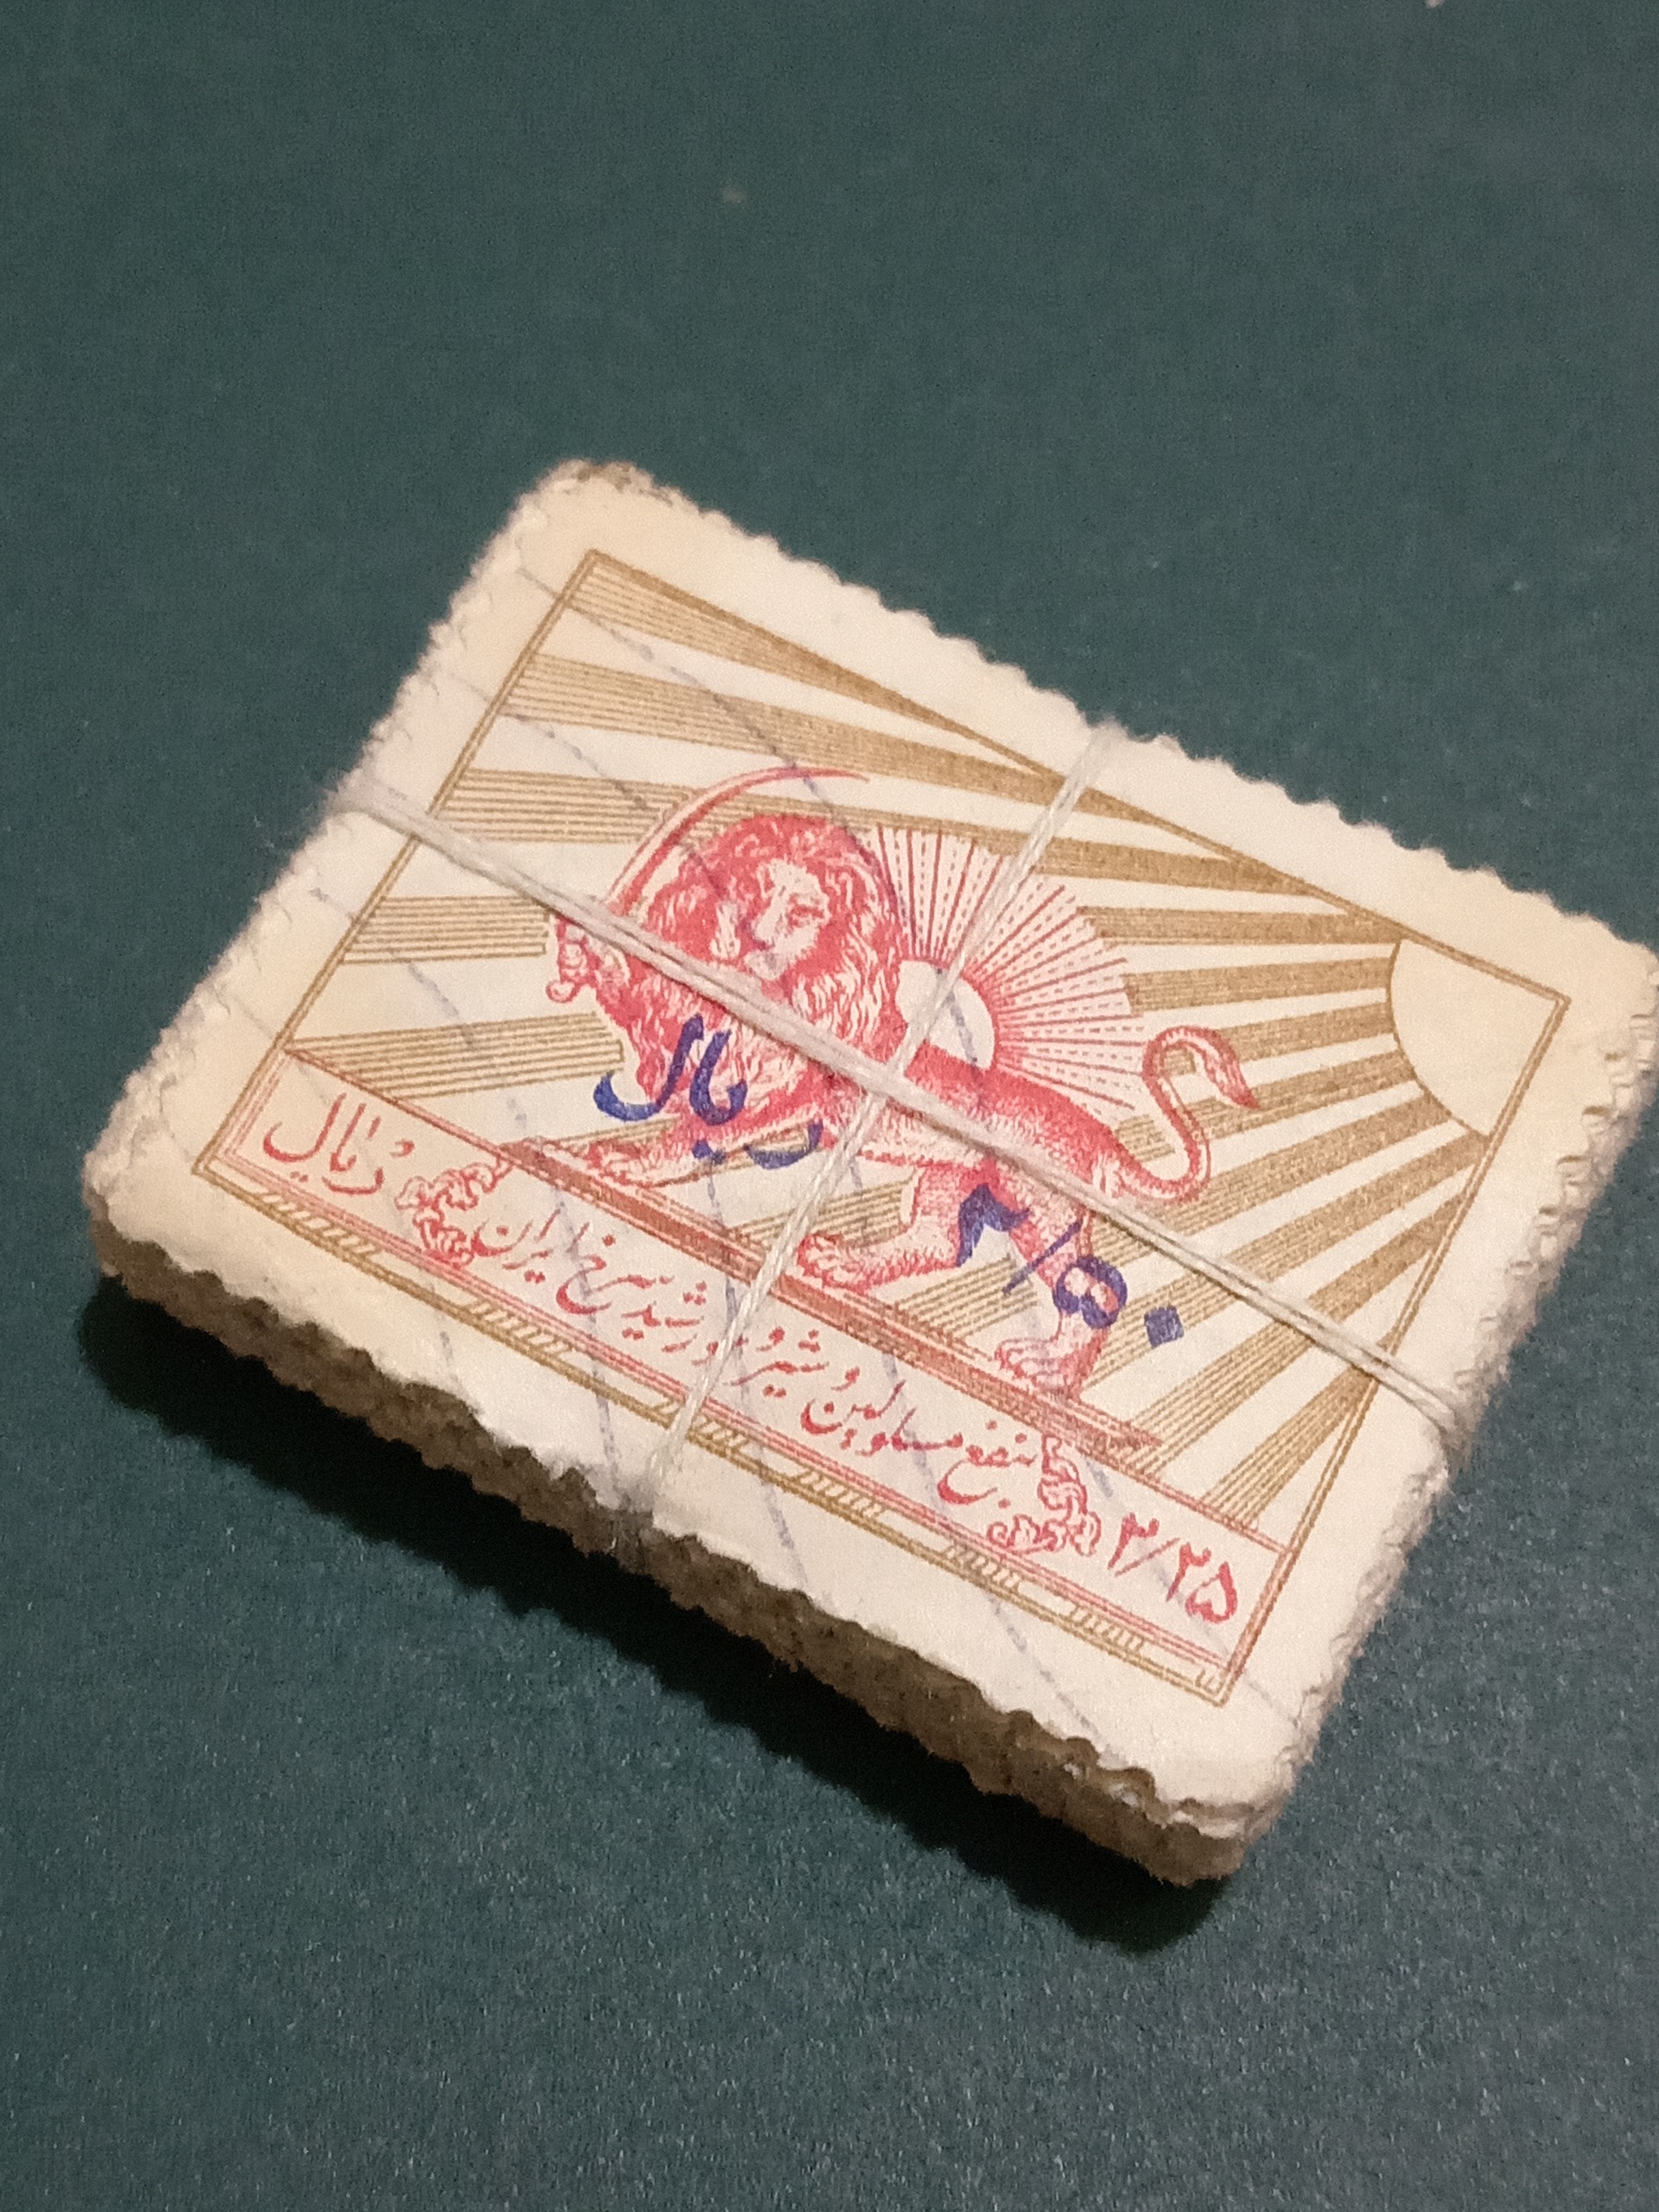 ۲/۵۰ ریال
۲/۲۵ بنفع مسلولین و شیر و خورشید سرخ ایران ریال